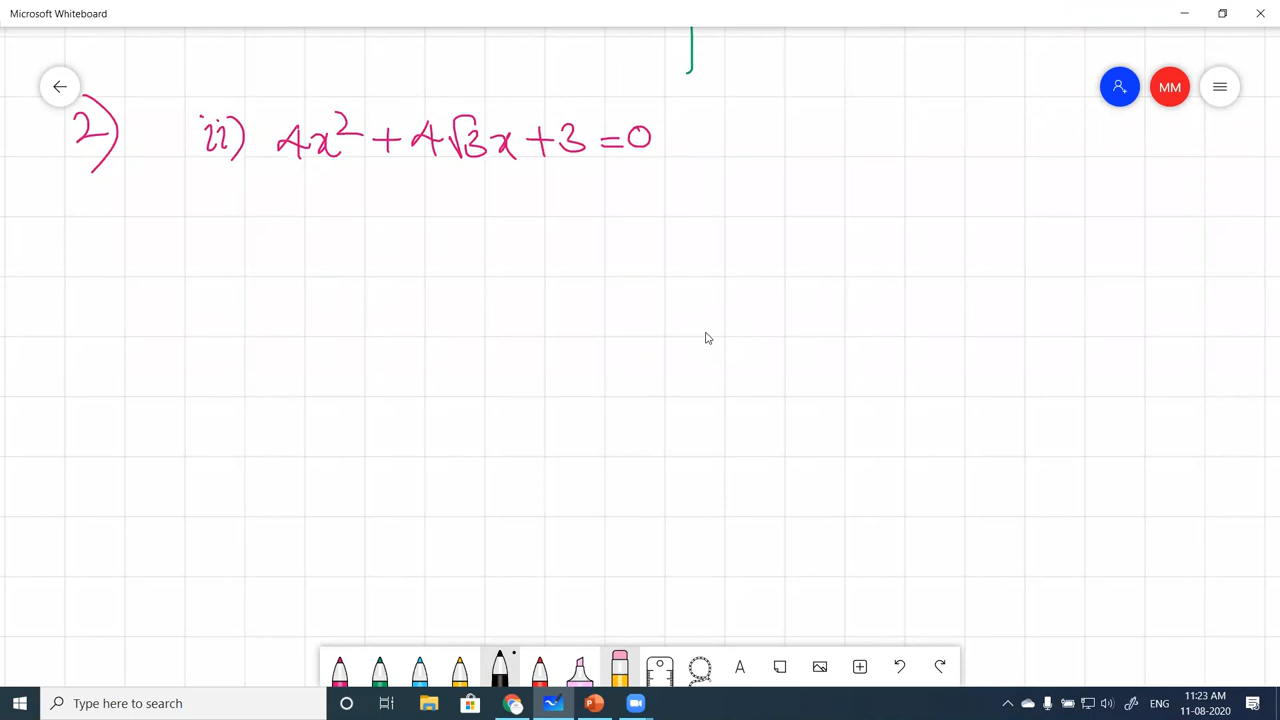 Microsoft Whiteboard
MM
2) ii) 4x² + 4√3x + 3 = 0
A
Type here to search
ENG
11:23 AM
11-08-2020